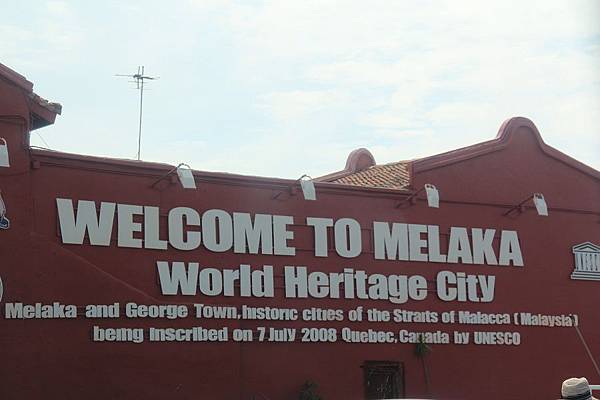 WELCOME TO MELAKA
World Heritage City
Melaka and George Town, historic cities of the Straits of Malacca (Malaysia)
being inscribed on 7 July 2008 Quebec, Canada by UNESCO